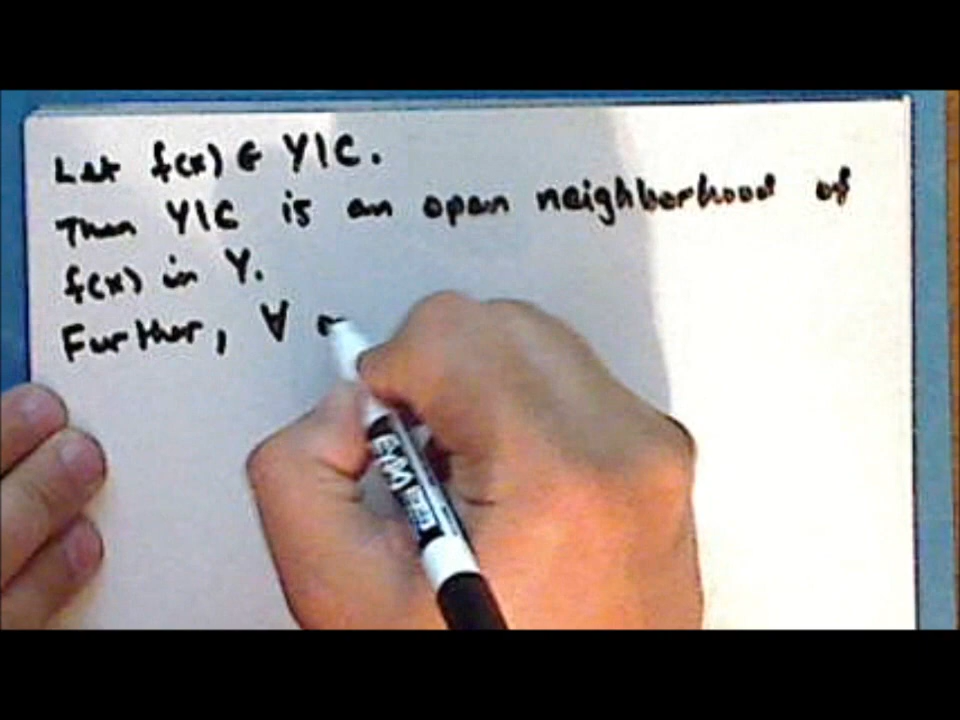 Let f(x) ∈ Y\C.
Then Y\C is an open neighborhood of
f(x) in Y.
Further, ∀